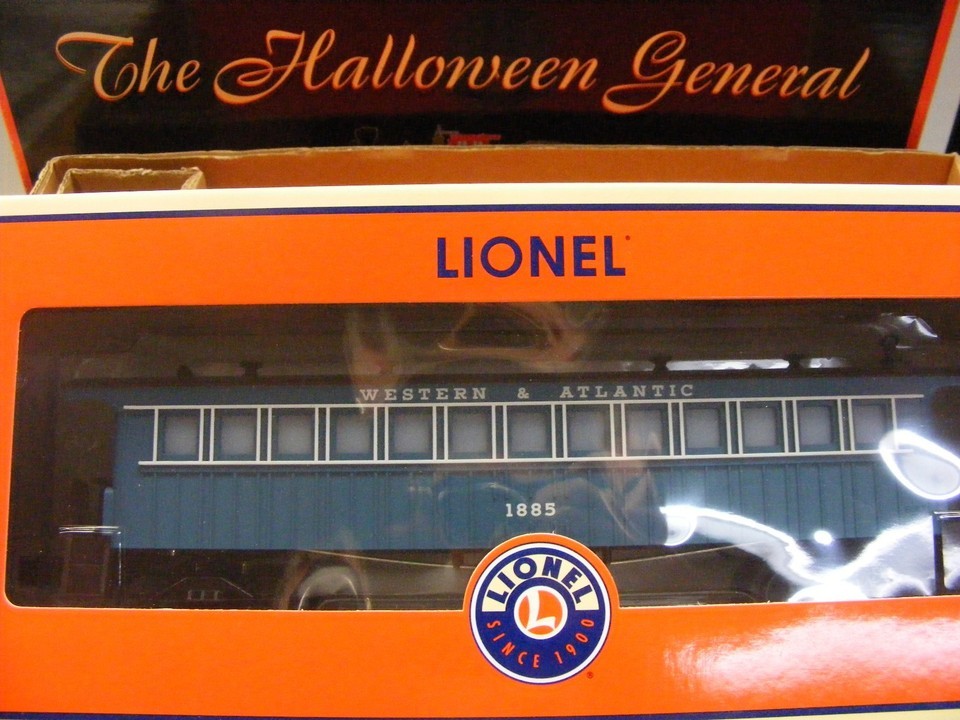 The Halloween General
LIONEL
WESTERN & ATLANTIC
1885
LIONEL
L
SINCE 1900